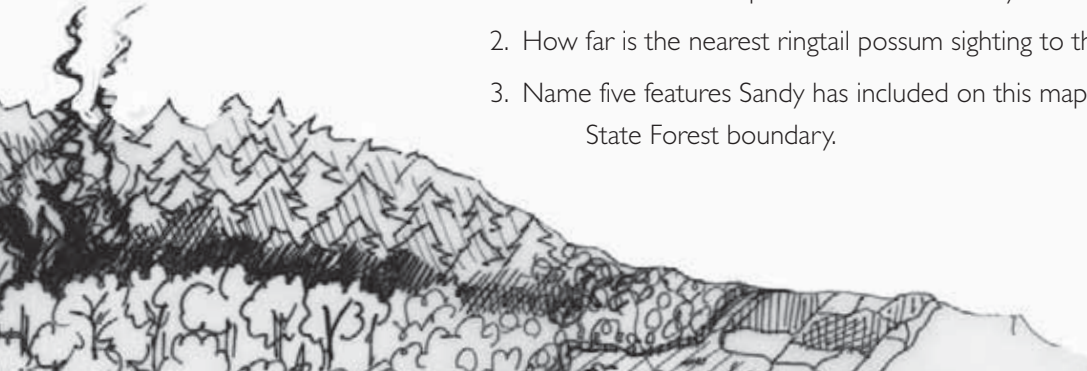 2. How far is the nearest ringtail possum sighting to
3. Name five features Sandy has included on this map
State Forest boundary.